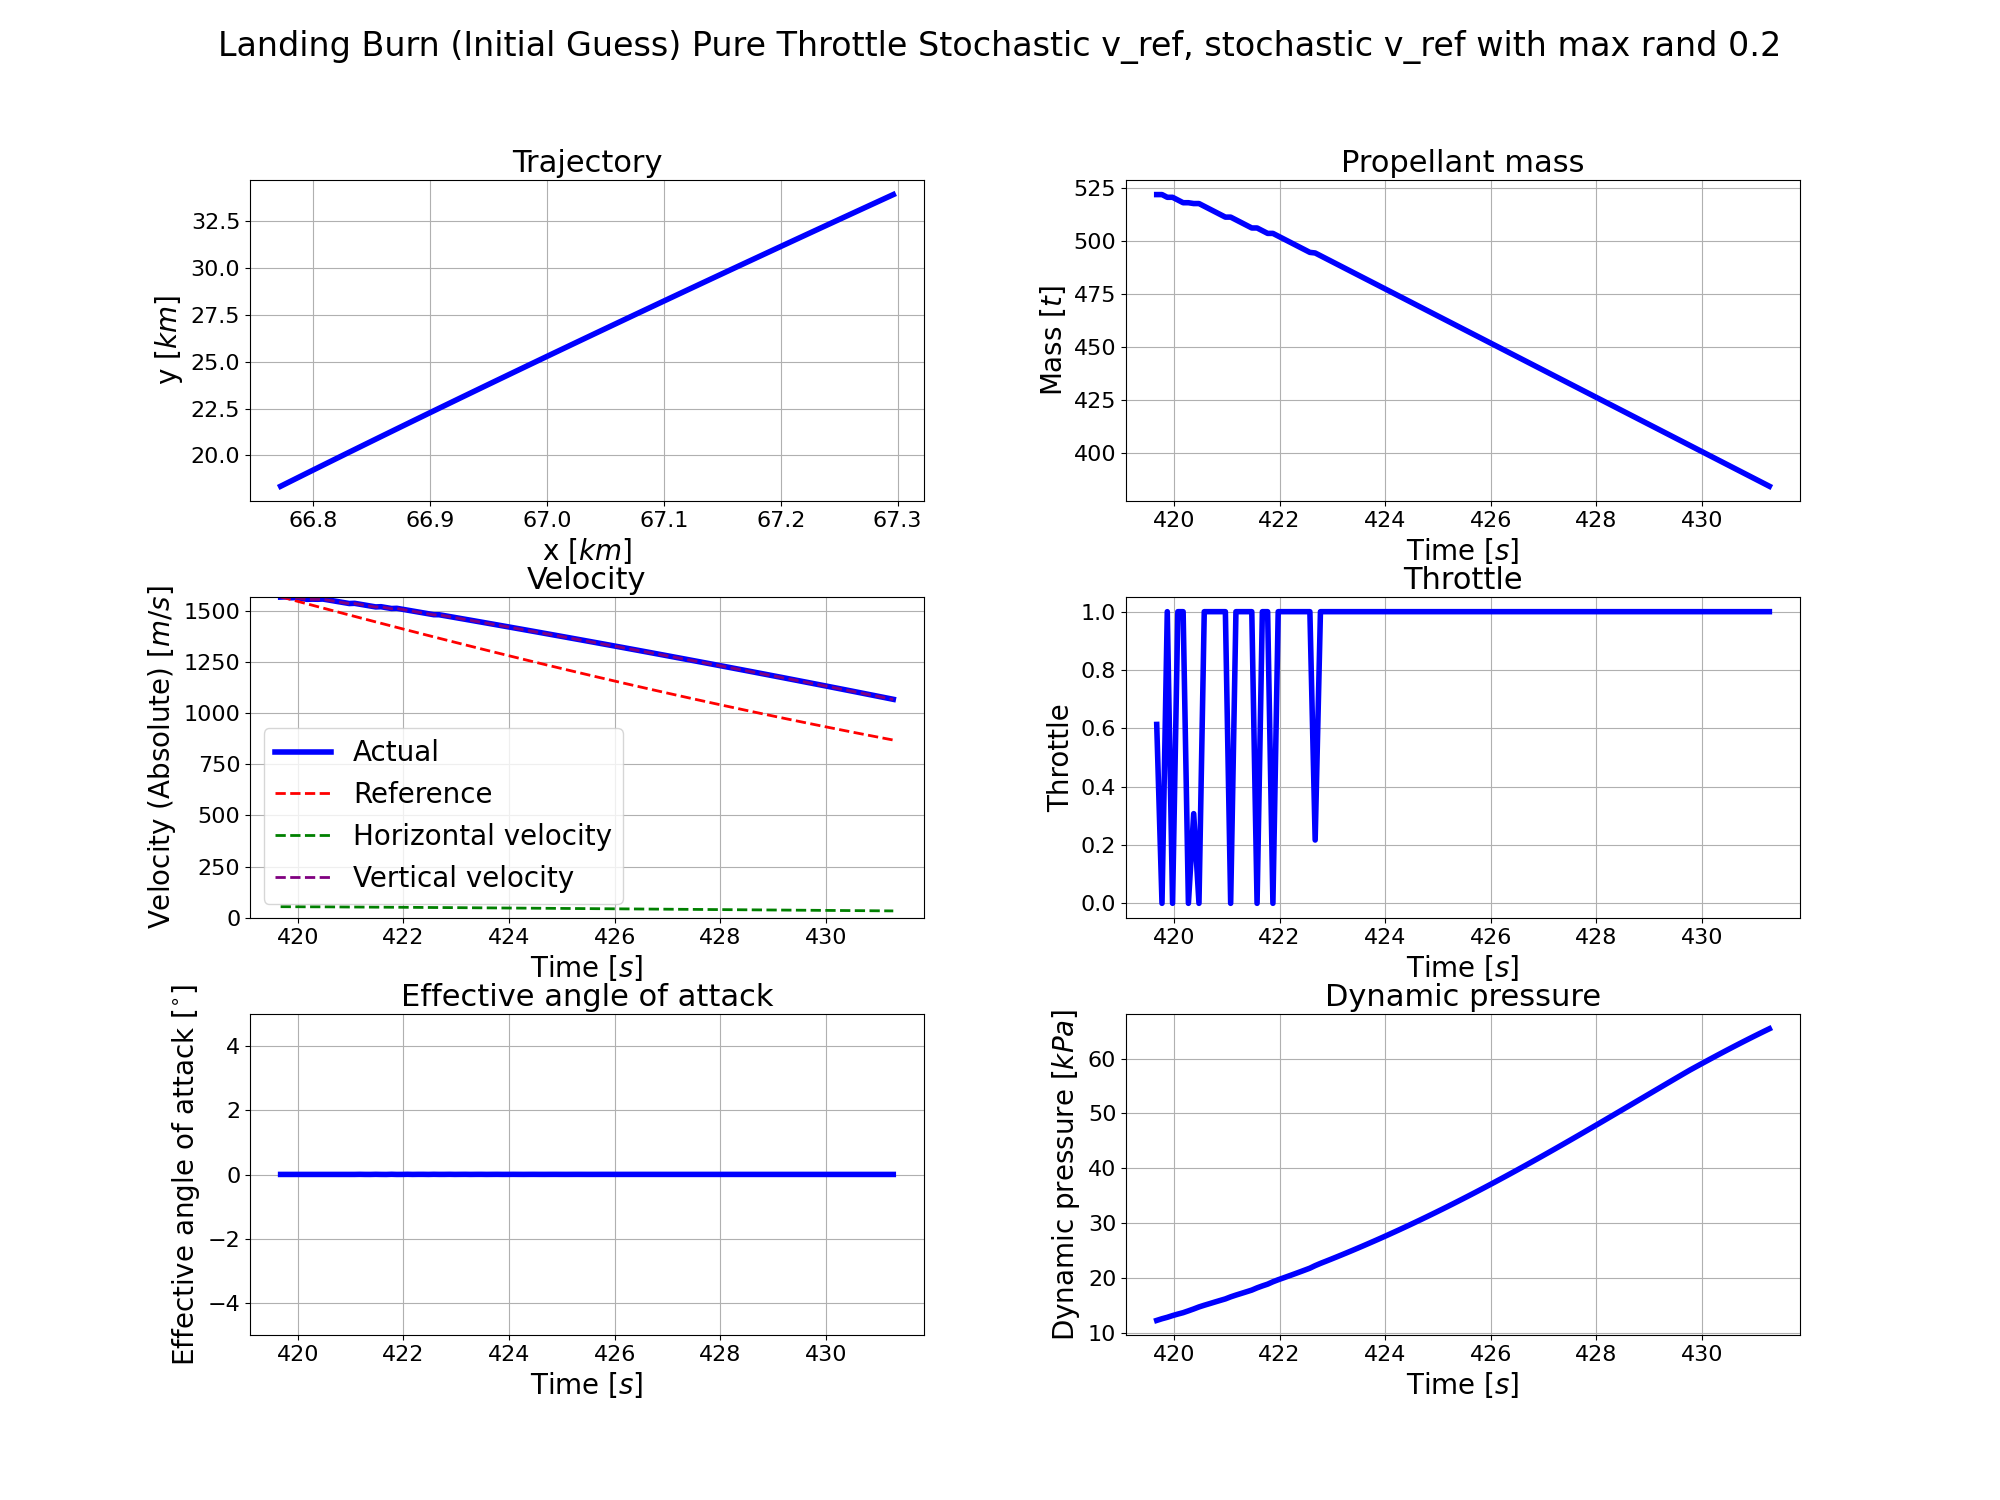 Landing Burn (Initial Guess) Pure Throttle Stochastic v_ref, stochastic v_ref with max rand 0.2
Trajectory
y [km]
32.5
30.0
27.5
25.0
22.5
20.0
66.8 66.9 67.0 67.1 67.2 67.3
x [km]
Propellant mass
Mass [t]
525
500
475
450
425
400
420 422 424 426 428 430
Time [s]
Velocity
Velocity (Absolute) [m/s]
1500
1250
1000
750
500
250
0
Actual
Reference
Horizontal velocity
Vertical velocity
420 422 424 426 428 430
Time [s]
Throttle
Throttle
1.0
0.8
0.6
0.4
0.2
0.0
420 422 424 426 428 430
Time [s]
Effective angle of attack
Effective angle of attack [°]
4
2
0
−2
−4
420 422 424 426 428 430
Time [s]
Dynamic pressure
Dynamic pressure [kPa]
60
50
40
30
20
10
420 422 424 426 428 430
Time [s]